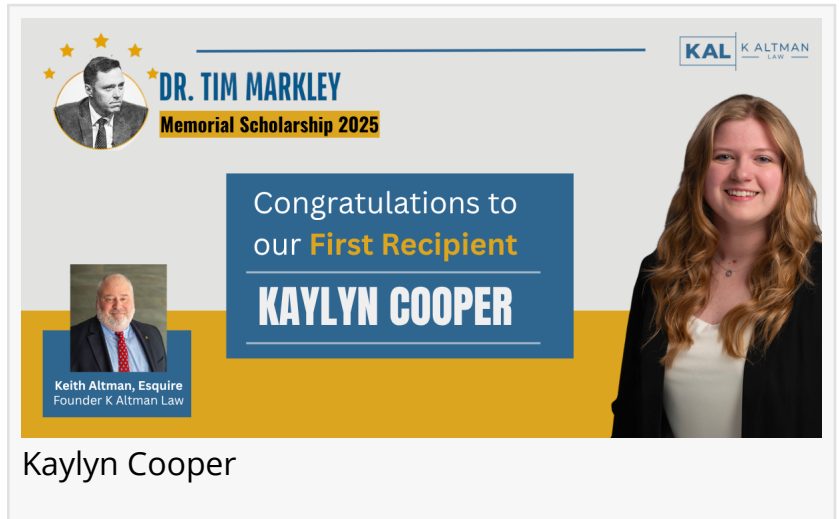 DR. TIM MARKLEY
Memorial Scholarship 2025
KAL
K ALTMAN
LAW
Congratulations to
our First Recipient
KAYLYN COOPER
Keith Altman, Esquire
Founder K Altman Law
Kaylyn Cooper